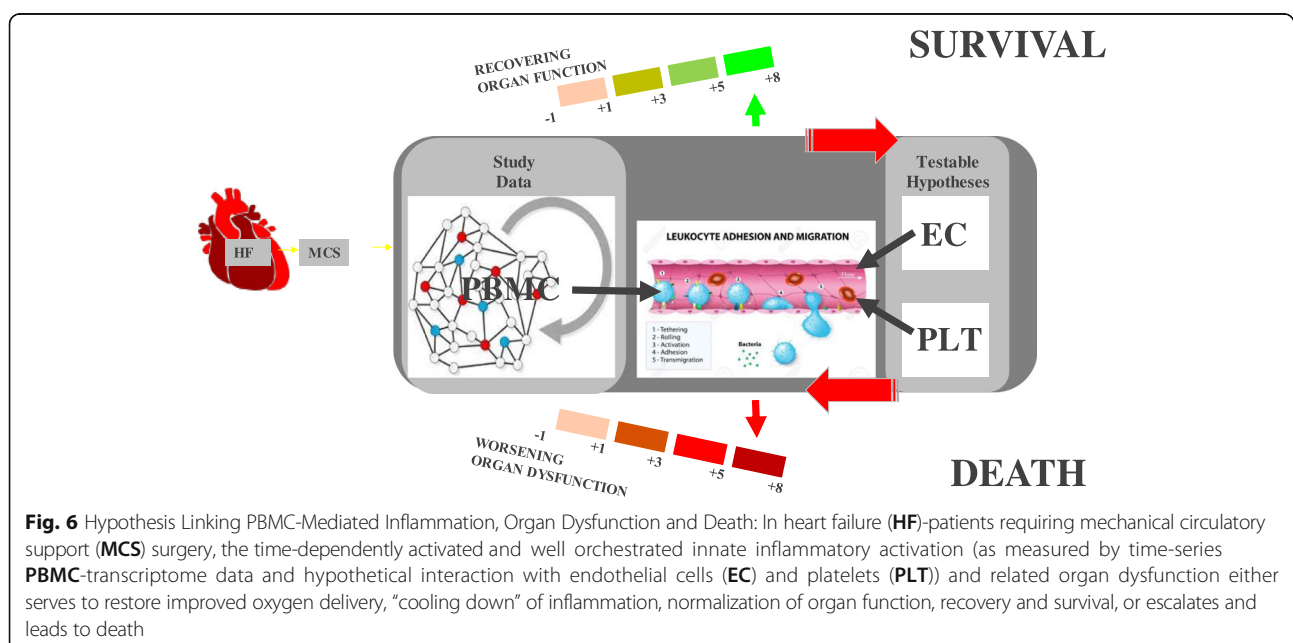 SURVIVAL
RECOVERING
ORGAN FUNCTION
-1 +1 +3 +5 +8
Study
Data
Testable
Hypotheses
HF
MCS
PBMC
LEUKOCYTE ADHESION AND MIGRATION
1 2 3 4 5
Flow
1 - Tethering
2 - Rolling
3 - Activation
4 - Adhesion
5 - Transmigration
Bacteria
EC
PLT
-1 +1 +3 +5 +8
WORSENING
ORGAN DYSFUNCTION
DEATH
Fig. 6 Hypothesis Linking PBMC-Mediated Inflammation, Organ Dysfunction and Death: In heart failure (HF)-patients requiring mechanical circulatory
support (MCS) surgery, the time-dependently activated and well orchestrated innate inflammatory activation (as measured by time-series
PBMC-transcriptome data and hypothetical interaction with endothelial cells (EC) and platelets (PLT)) and related organ dysfunction either
serves to restore improved oxygen delivery, “cooling down” of inflammation, normalization of organ function, recovery and survival, or escalates and
leads to death